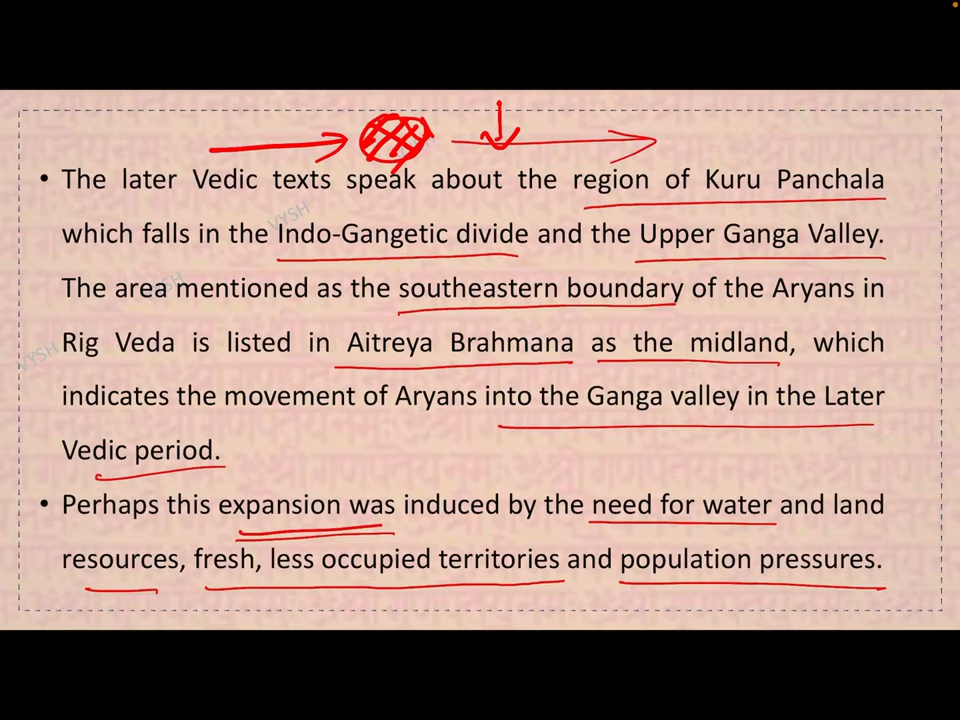 • The later Vedic texts speak about the region of Kuru Panchala
which falls in the Indo-Gangetic divide and the Upper Ganga Valley.
The area mentioned as the southeastern boundary of the Aryans in
Rig Veda is listed in Aitreya Brahmana as the midland, which
indicates the movement of Aryans into the Ganga valley in the Later
Vedic period.
• Perhaps this expansion was induced by the need for water and land
resources, fresh, less occupied territories and population pressures.
VYSH
VYSH